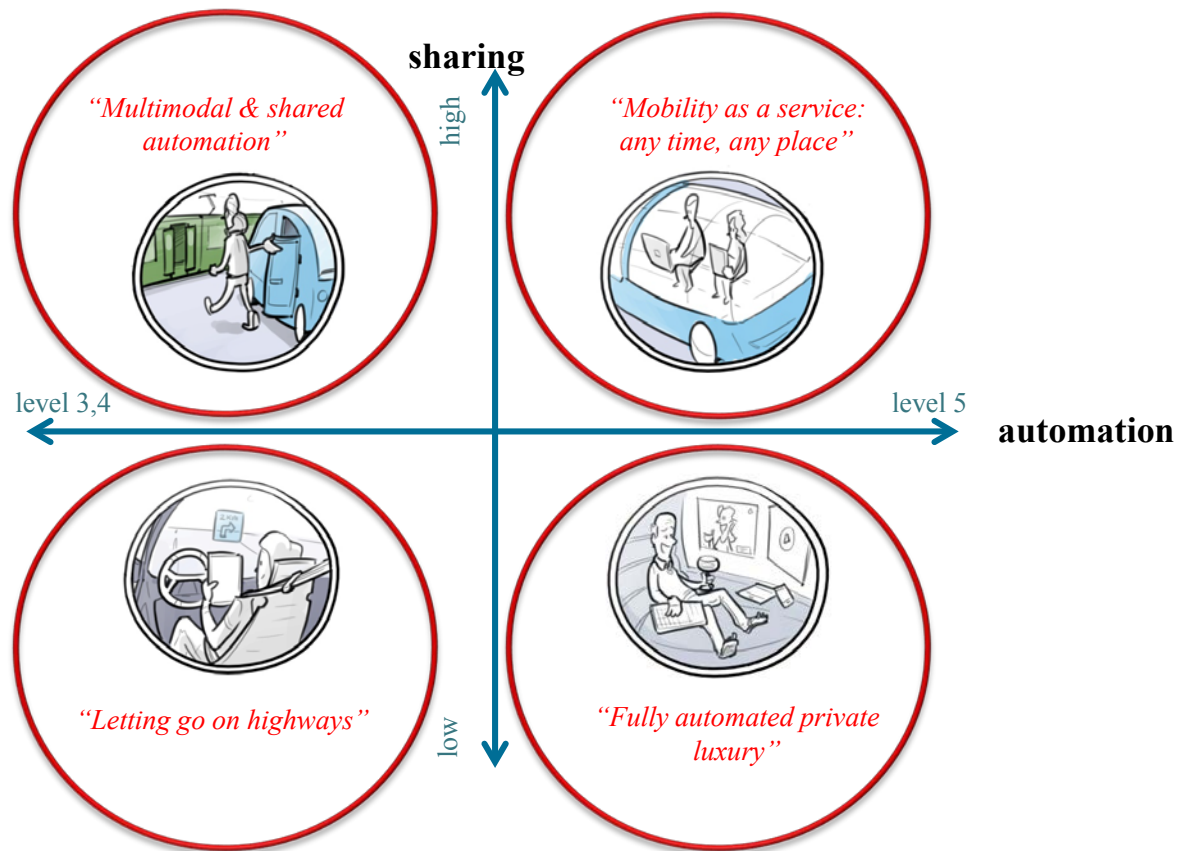 sharing
high
“Multimodal & shared
automation”
“Mobility as a service:
any time, any place”
level 3,4
level 5
automation
“Letting go on highways”
low
“Fully automated private
luxury”